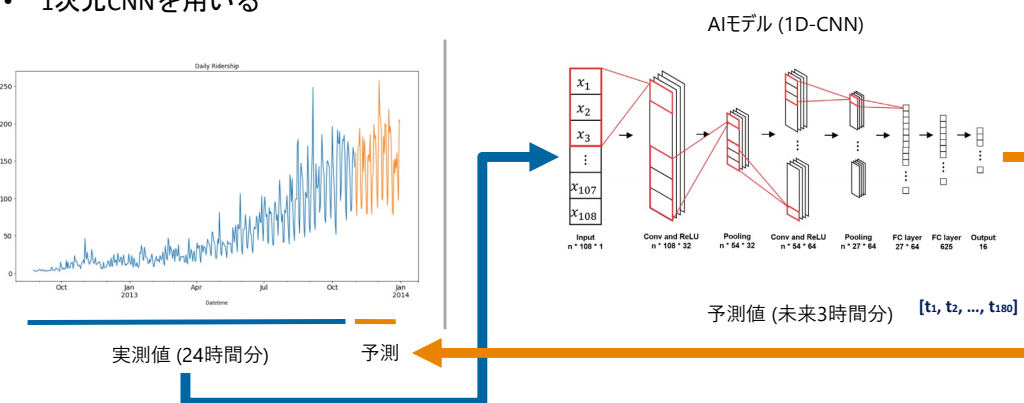 • 1次元CNNを用いる
AIモデル (1D-CNN)
Daily Ridership
250
200
150
100
50
0
Oct
Jan
2013
Apr
Jul
Oct
Jan
2014
Datetime
実測値 (24時間分)
予測
x1
x2
x3
⋮
x107
x108
Input
n * 108 * 1
Conv and ReLU
n * 108 * 32
Pooling
n * 54 * 32
Conv and ReLU
n * 54 * 64
Pooling
n * 27 * 64
FC layer
27 * 64
FC layer
625
Output
16
予測値 (未来3時間分)
[t1, t2, ..., t180]